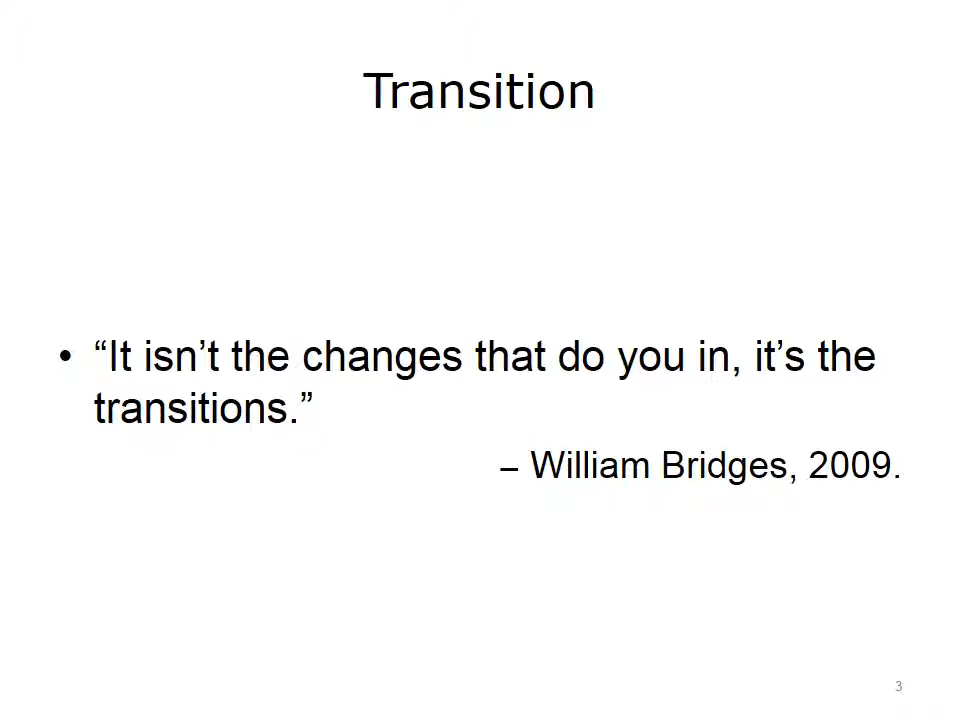 Transition
• “It isn’t the changes that do you in, it’s the
transitions.”
– William Bridges, 2009.
3